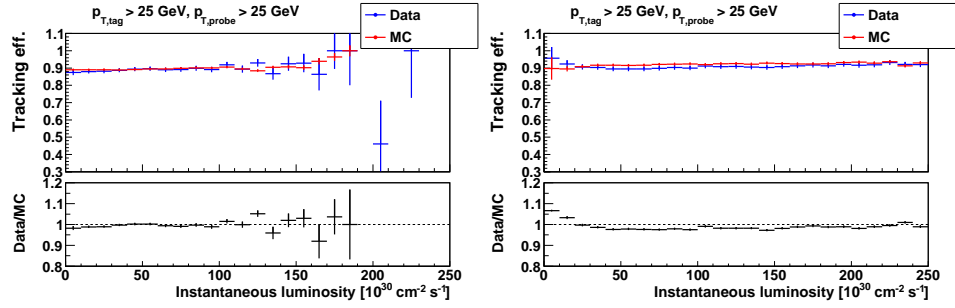 p_T,tag > 25 GeV, p_T,probe > 25 GeV
Data
MC
Tracking eff.
1.1
1
0.9
0.8
0.7
0.6
0.5
0.4
0.3
Data/MC
1.2
1.1
1
0.9
0.8
0 50 100 150 200 250
Instantaneous luminosity [10^30 cm^-2 s^-1]
p_T,tag > 25 GeV, p_T,probe > 25 GeV
Data
MC
Tracking eff.
1.1
1
0.9
0.8
0.7
0.6
0.5
0.4
0.3
Data/MC
1.2
1.1
1
0.9
0.8
0 50 100 150 200 250
Instantaneous luminosity [10^30 cm^-2 s^-1]